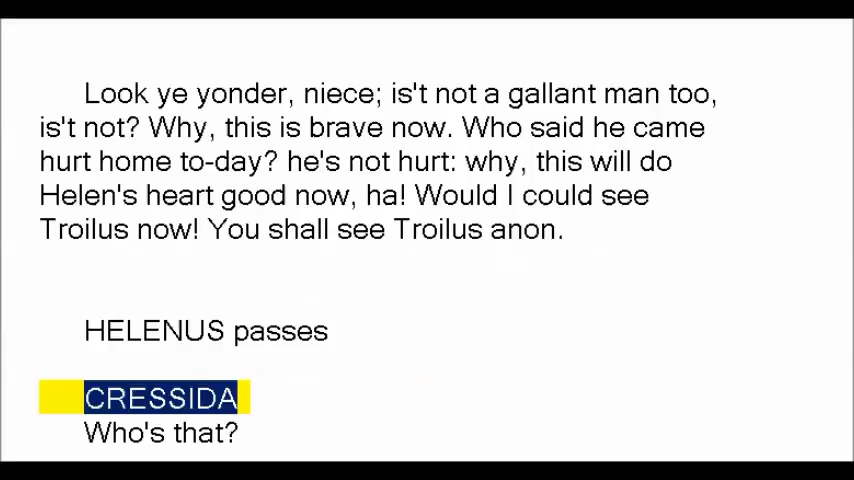 Look ye yonder, niece; is't not a gallant man too,
is't not? Why, this is brave now. Who said he came
hurt home to-day? he's not hurt: why, this will do
Helen's heart good now, ha! Would I could see
Troilus now! You shall see Troilus anon.
HELENUS passes
CRESSIDA
Who's that?